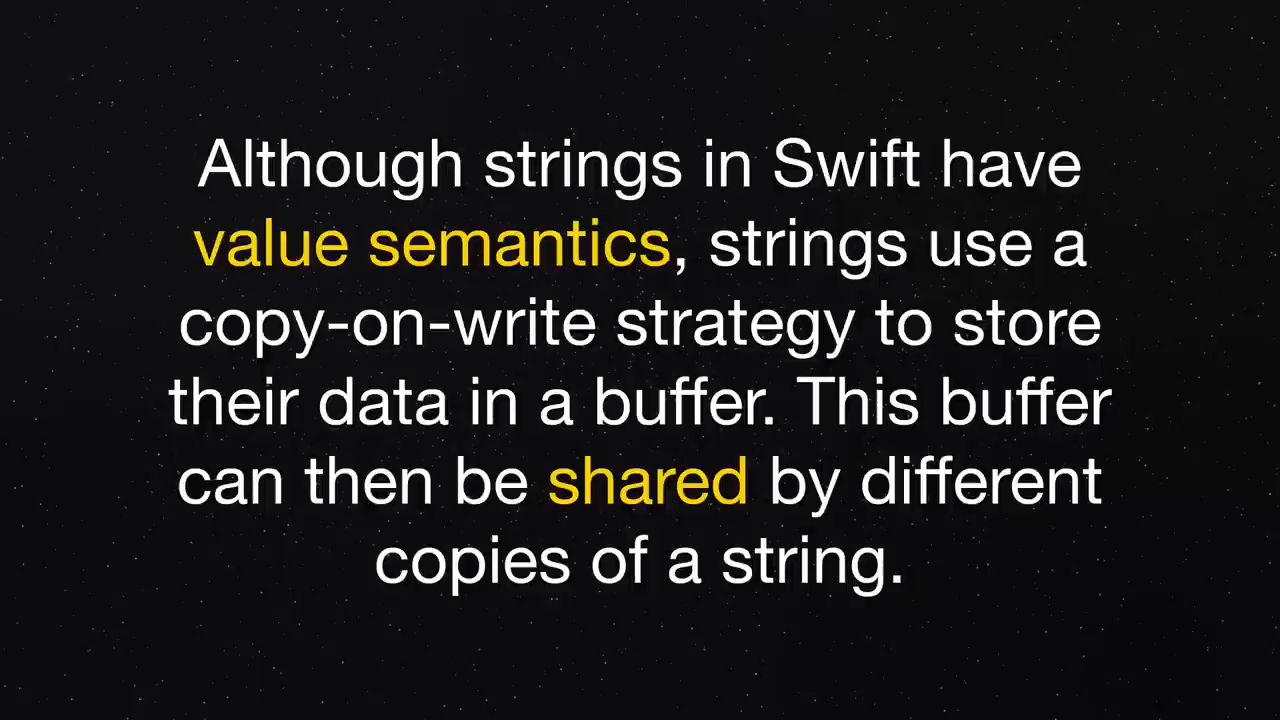 Although strings in Swift have
value semantics, strings use a
copy-on-write strategy to store
their data in a buffer. This buffer
can then be shared by different
copies of a string.